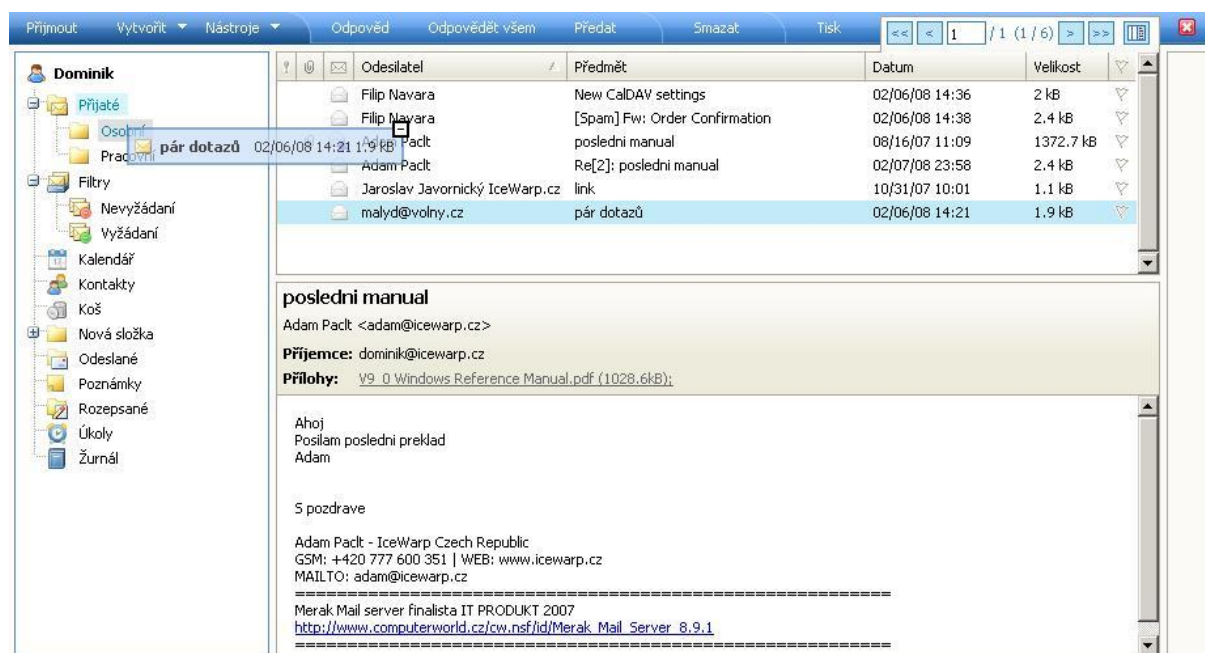 Přijmout Vytvořit Nástroje Odpověd Odpovědět všem Předat Smazat Tisk << < 1 / 1 (1 / 6) > >>
Dominik
Přijaté
Osobní
Pracovní
Filtry
Nevyžádaní
Vyžádaní
Kalendář
Kontakty
Koš
Nová složka
Odeslané
Poznámky
Rozepsané
Úkoly
Žurnál
pár dotazů 02/06/08 14:21 1.9 kB
Odesilatel Předmět Datum Velikost
Filip Navara New CalDAV settings 02/06/08 14:36 2 kB
Filip Navara [Spam] Fw: Order Confirmation 02/06/08 14:38 2.4 kB
Adam Paclt posledni manual 08/16/07 11:09 1372.7 kB
Adam Paclt Re[2]: posledni manual 02/07/08 23:58 2.4 kB
Jaroslav Javornický IceWarp.cz link 10/31/07 10:01 1.1 kB
malyd@volny.cz pár dotazů 02/06/08 14:21 1.9 kB
posledni manual
Adam Paclt <adam@icewarp.cz>
Příjemce: dominik@icewarp.cz
Přílohy: V9_0 Windows Reference Manual.pdf (1028.6kB);
Ahoj
Posilam posledni preklad
Adam
S pozdrave
Adam Paclt - IceWarp Czech Republic
GSM: +420 777 600 351 | WEB: www.icewarp.cz
MAILTO: adam@icewarp.cz
=========================================================
Merak Mail server finalista IT PRODUKT 2007
http://www.computerworld.cz/cw.nsf/id/Merak_Mail_Server_8.9.1
=========================================================